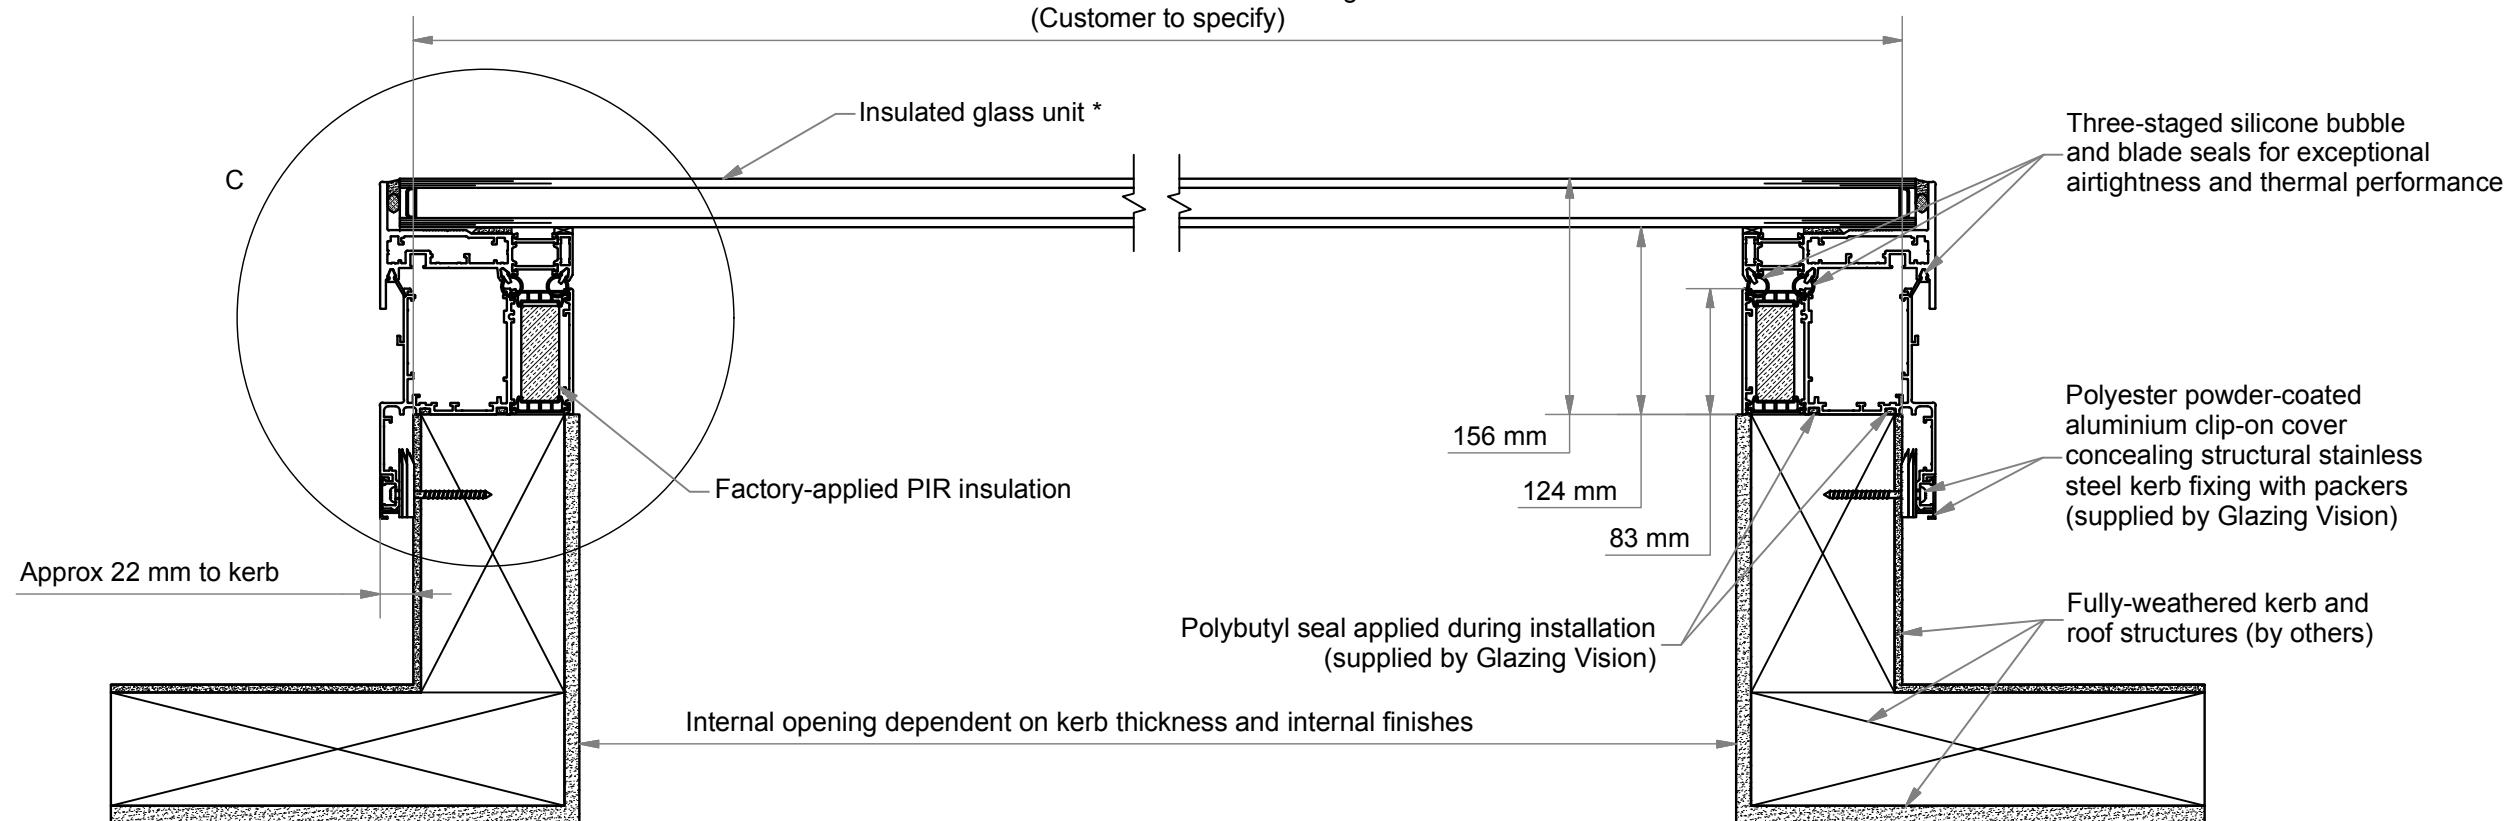 (Customer to specify)
Insulated glass unit *
Three-staged silicone bubble
and blade seals for exceptional
airtightness and thermal performance
C
Polyester powder-coated
aluminium clip-on cover
concealing structural stainless
steel kerb fixing with packers
(supplied by Glazing Vision)
156 mm
Factory-applied PIR insulation
124 mm
83 mm
Approx 22 mm to kerb
Fully-weathered kerb and
roof structures (by others)
Polybutyl seal applied during installation
(supplied by Glazing Vision)
Internal opening dependent on kerb thickness and internal finishes